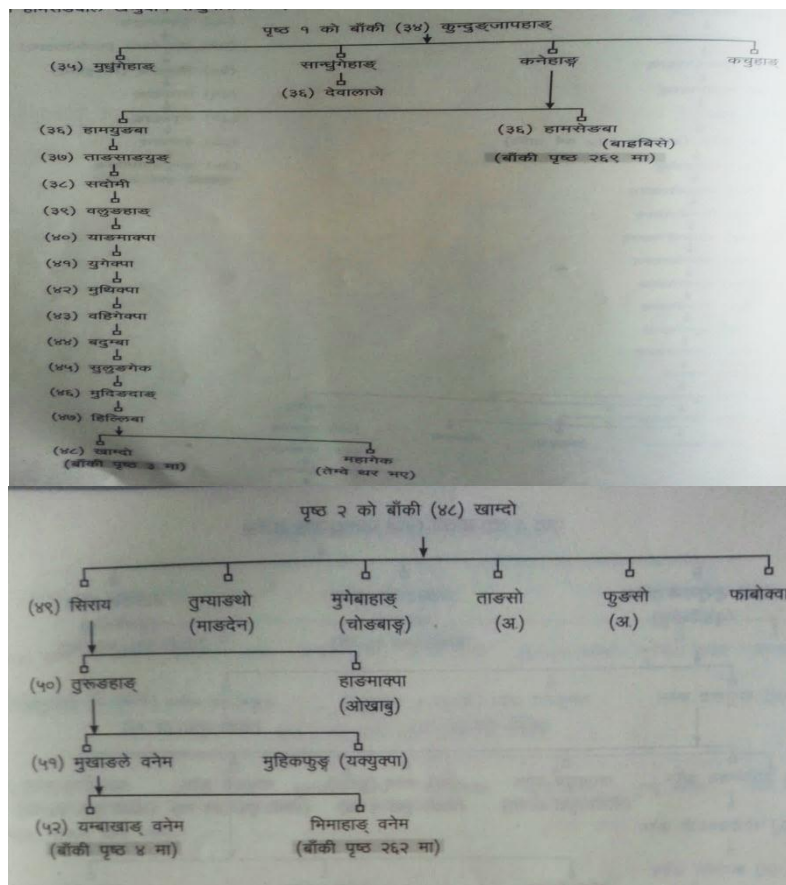 पृष्ठ १ को बाँकी (३४) कुन्दुङ्जापहाङ्
(३५) मुधुगेहाङ् सान्धुगेहाङ् कनेहाङ्ग कचुहाङ्
(३६) देवालाजे
(३६) हामयुङबा (३६) हामसेङबा
(बाइबिसे)
(बाँकी पृष्ठ २६९ मा)
(३७) ताङसाङयुङ्
(३८) सदोमी
(३९) वलुङहाङ्
(४०) याङमाक्पा
(४१) युगेक्पा
(४२) मुथिक्पा
(४३) वहिगेक्पा
(४४) बदुम्बा
(४५) सुलुङगेक
(४६) मुदिङदाङ्
(४७) हिल्लिबा
(४८) खाम्दो महागेक
(बाँकी पृष्ठ ३ मा) (तेम्वे थर भए)
पृष्ठ २ को बाँकी (४८) खाम्दो
(४९) सिराय तुम्याङथो मुगेबाहाङ् ताङसो फुङसो फाबोक्वा
(माङदेन) (चोङबाङ्ग) (अ.) (अ.)
(५०) तुरूङहाङ् हाङमाक्पा
(ओखाबु)
(५१) मुखाङले वनेम मुहिकफुङ्ग (यक्युक्पा)
(५२) यम्बाखाङ् वनेम भिमाहाङ् वनेम
(बाँकी पृष्ठ ४ मा) (बाँकी पृष्ठ २६२ मा)